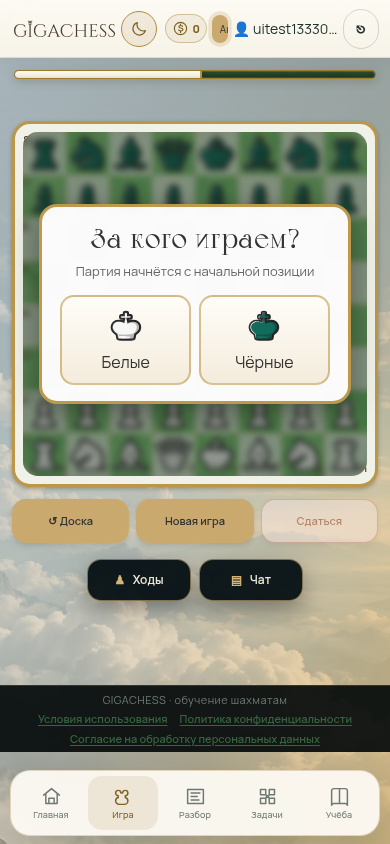 GIGACHESS
0
uitest13330...
За кого играем?
Партия начнётся с начальной позиции
Белые
Чёрные
↺ Доска
Новая игра
Сдаться
Ходы
Чат
GIGACHESS · обучение шахматам
Условия использования Политика конфиденциальности
Согласие на обработку персональных данных
Главная
Игра
Разбор
Задачи
Учёба